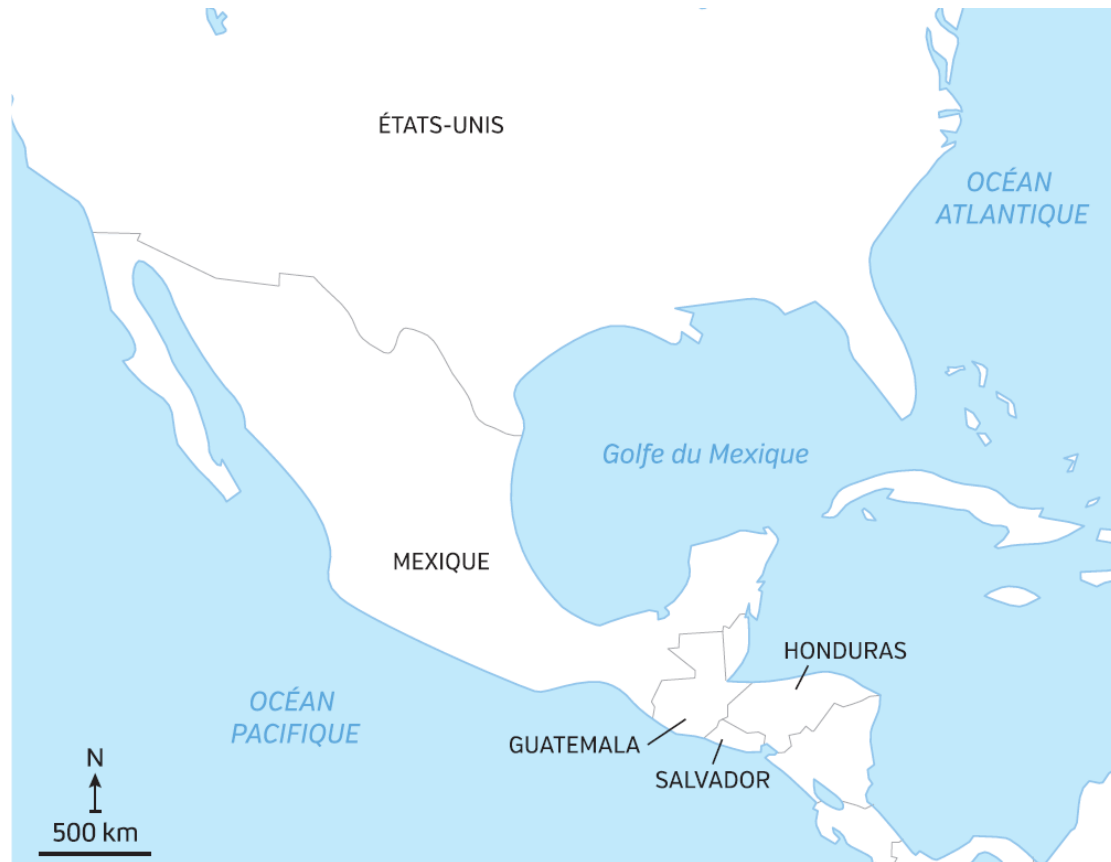 ÉTATS-UNIS
OCÉAN
ATLANTIQUE
Golfe du Mexique
MEXIQUE
HONDURAS
OCÉAN
PACIFIQUE
GUATEMALA
SALVADOR
N
500 km